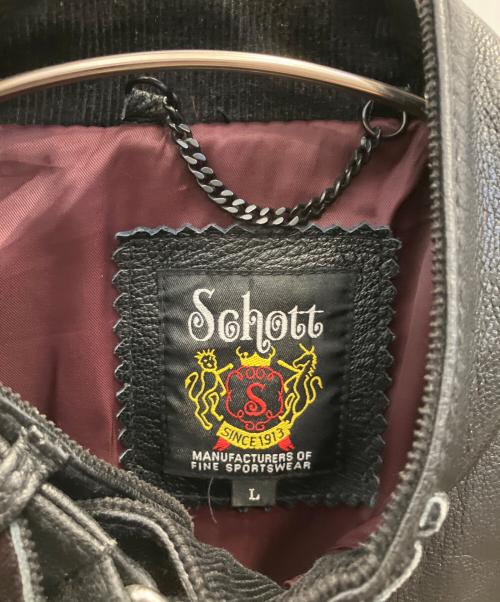 Schott
S
SINCE 1913
MANUFACTURERS OF
FINE SPORTSWEAR
L